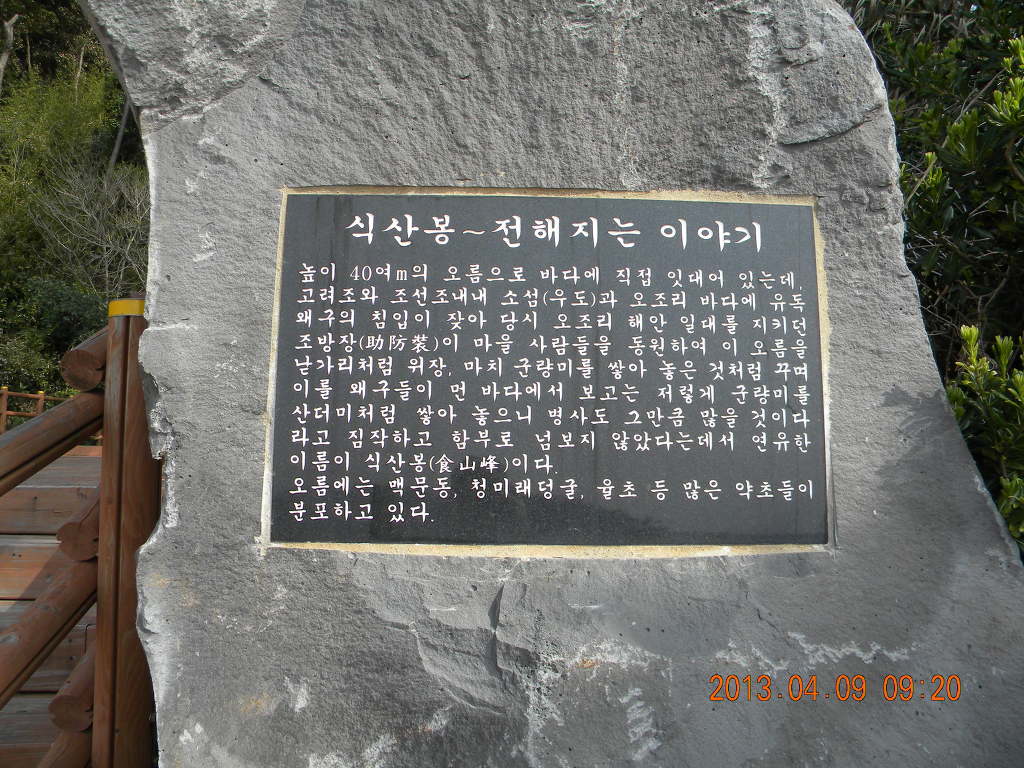 식산봉~전해지는 이야기
높이 40여m의 오름으로 바다에 직접 잇대어 있는데,
고려조와 조선조내내 소섬(우도)과 오조리 바다에 유독
왜구의 침입이 잦아 당시 오조리 해안 일대를 지키던
조방장(助防裝)이 마을 사람들을 동원하여 이 오름을
낟가리처럼 위장, 마치 군량미를 쌓아 놓은 것처럼 꾸며
이를 왜구들이 먼 바다에서 보고는 저렇게 군량미를
산더미처럼 쌓아 놓으니 병사도 그만큼 많을 것이다
라고 짐작하고 함부로 넘보지 않았다는데서 연유한
이름이 식산봉(食山峰)이다.
오름에는 맥문동, 청미래덩굴, 율초 등 많은 약초들이
분포하고 있다.
2013.04.09 09:20